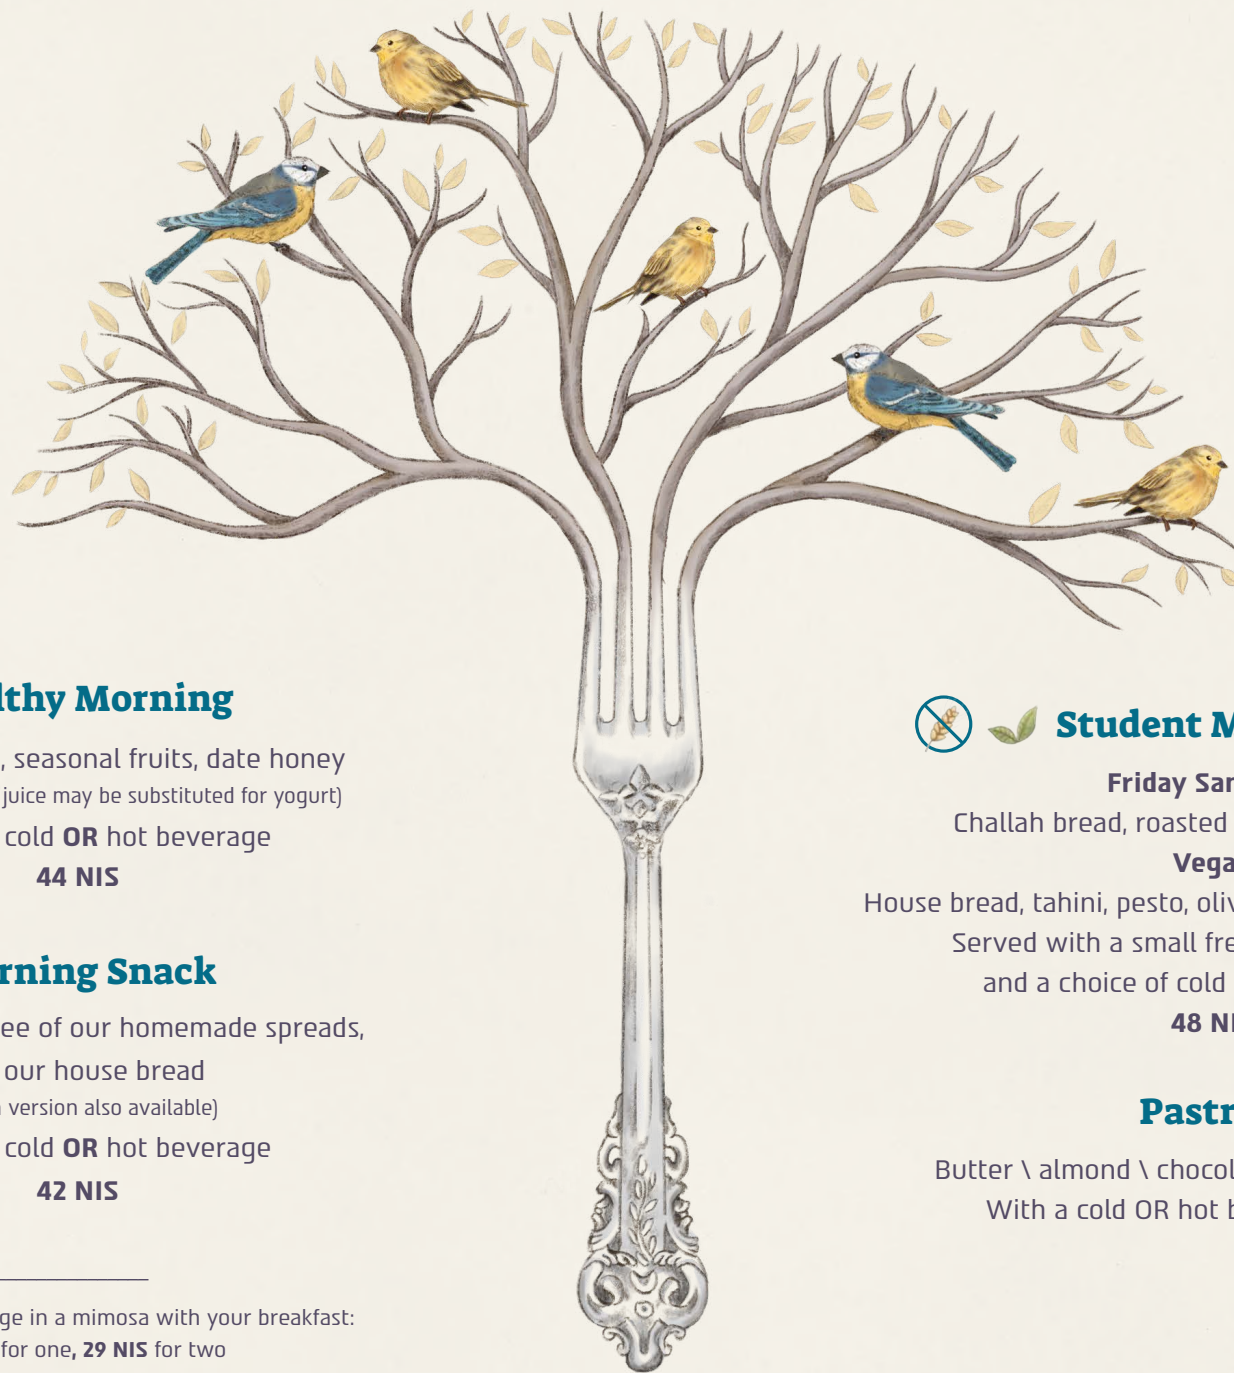 lthy Morning
, seasonal fruits, date honey
juice may be substituted for yogurt)
cold OR hot beverage
44 NIS
rning Snack
ee of our homemade spreads,
our house bread
version also available)
cold OR hot beverage
42 NIS
ge in a mimosa with your breakfast:
for one, 29 NIS for two
Student M
Friday Sar
Challah bread, roasted
Vega
House bread, tahini, pesto, oliv
Served with a small fre
and a choice of cold
48 NI
Pastr
Butter \ almond \ chocol
With a cold OR hot b